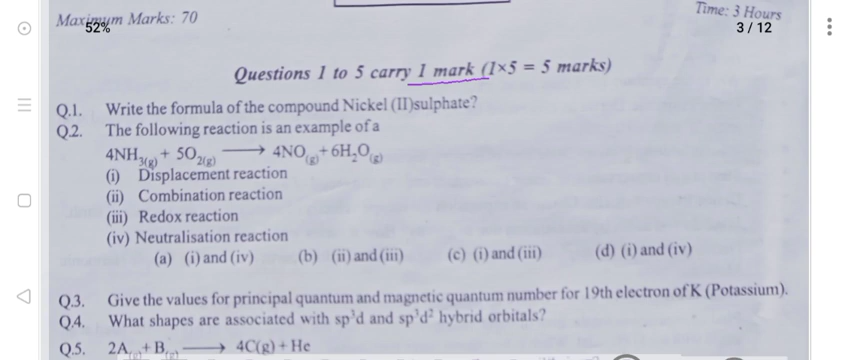 Maximum Marks: 70
Time: 3 Hours
52%
3 / 12
Questions 1 to 5 carry 1 mark (1×5 = 5 marks)
Q.1. Write the formula of the compound Nickel (II)sulphate?
Q.2. The following reaction is an example of a
4NH₃(g) + 5O₂(g) ⟶ 4NO(g) + 6H₂O(g)
(i) Displacement reaction
(ii) Combination reaction
(iii) Redox reaction
(iv) Neutralisation reaction
(a) (i) and (iv) (b) (ii) and (iii) (c) (i) and (iii) (d) (i) and (iv)
Q.3. Give the values for principal quantum and magnetic quantum number for 19th electron of K (Potassium).
Q.4. What shapes are associated with sp³d and sp³d² hybrid orbitals?
Q.5. 2A(g) + B(g) ⟶ 4C(g) + He